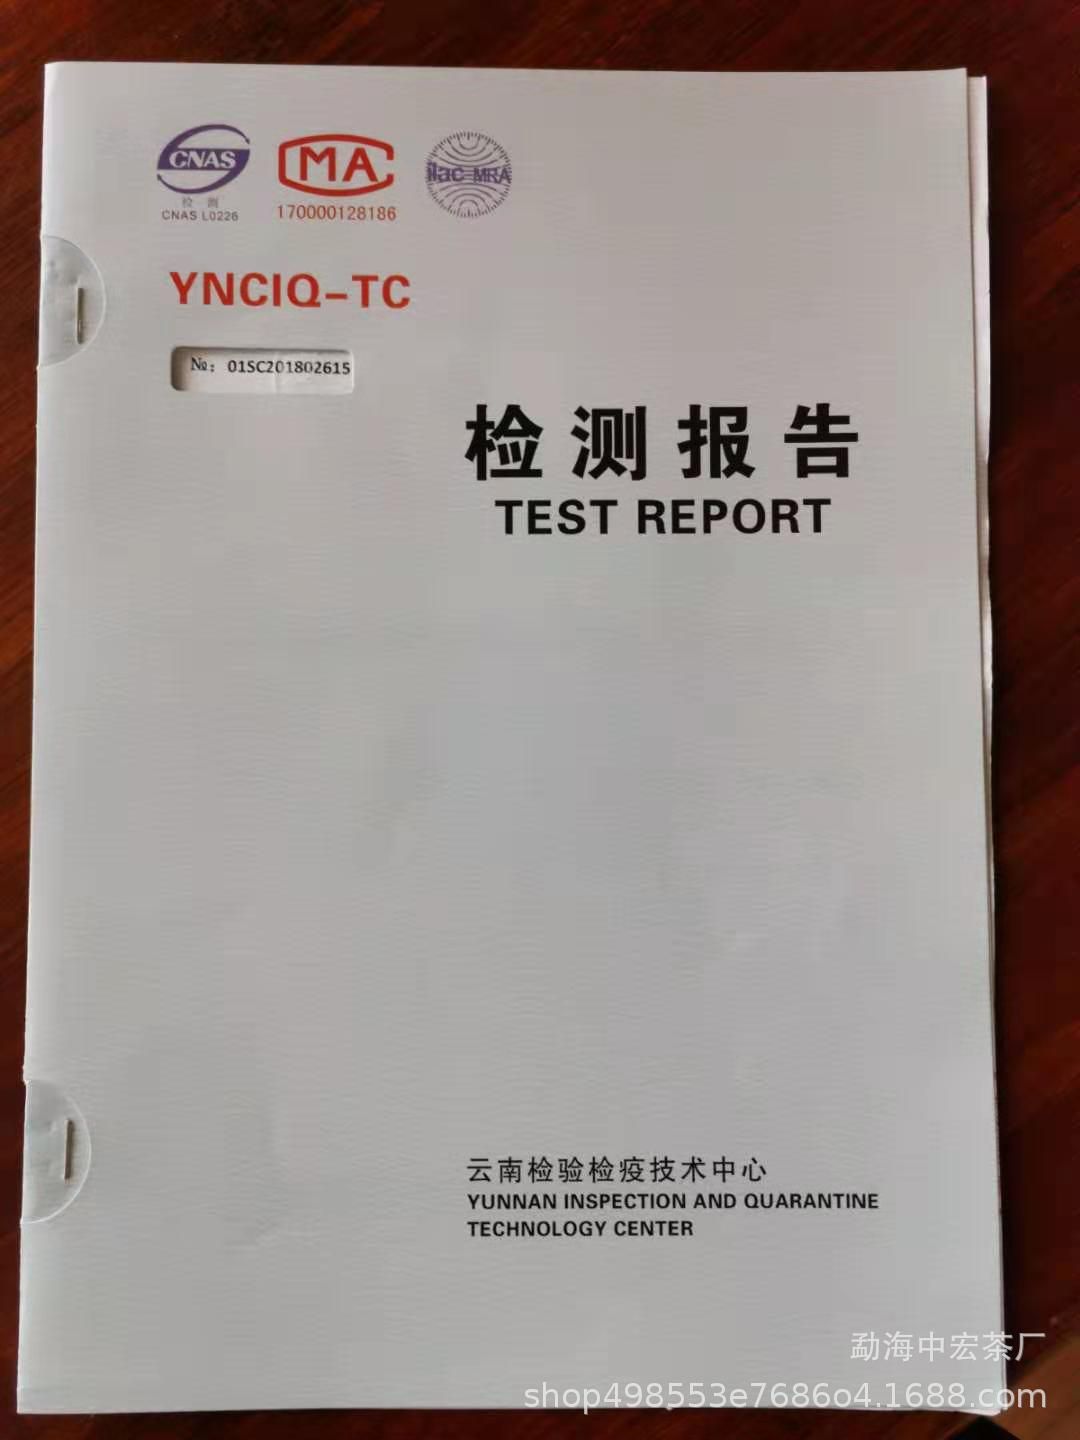 CNAS
检 测
CNAS L0226
MA
170000128186
ilac-MRA
YNCIQ-TC
№: 01SC201802615
检测报告
TEST REPORT
云南检验检疫技术中心
YUNNAN INSPECTION AND QUARANTINE
TECHNOLOGY CENTER
勐海中宏茶厂
shop498553e7686o4.1688.com